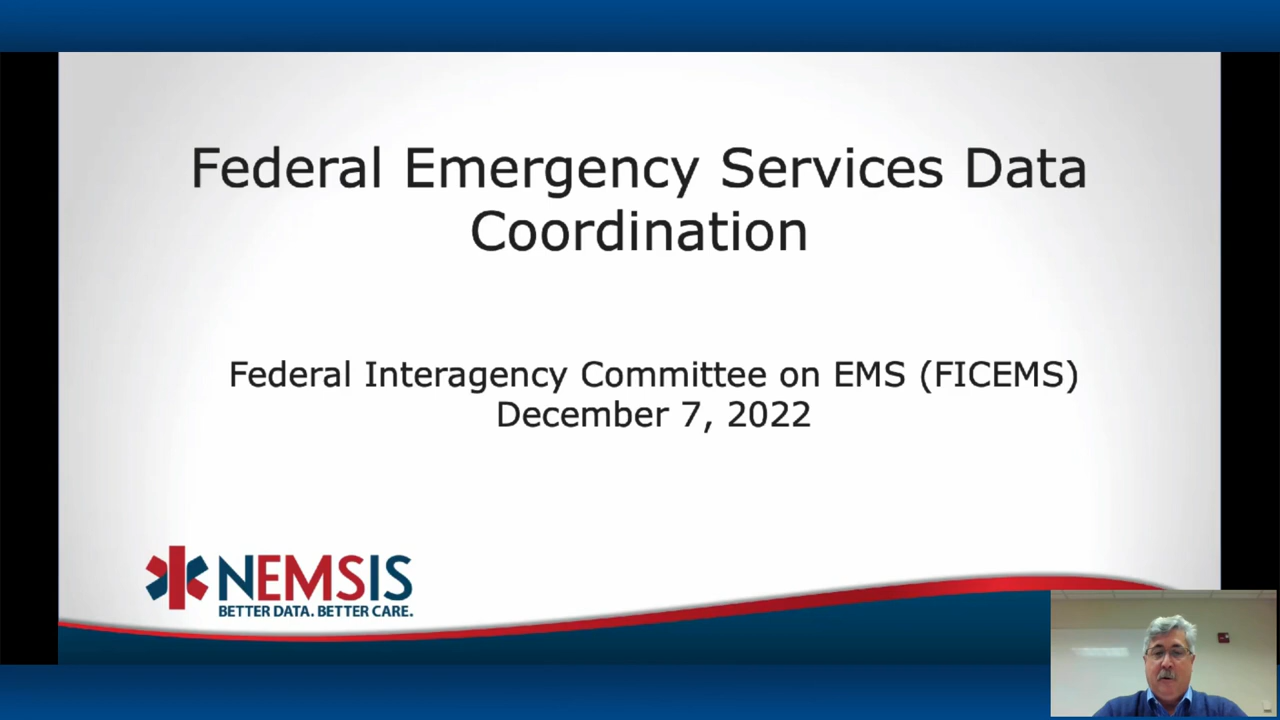 Federal Emergency Services Data
Coordination
Federal Interagency Committee on EMS (FICEMS)
December 7, 2022
NEMSIS
BETTER DATA. BETTER CARE.